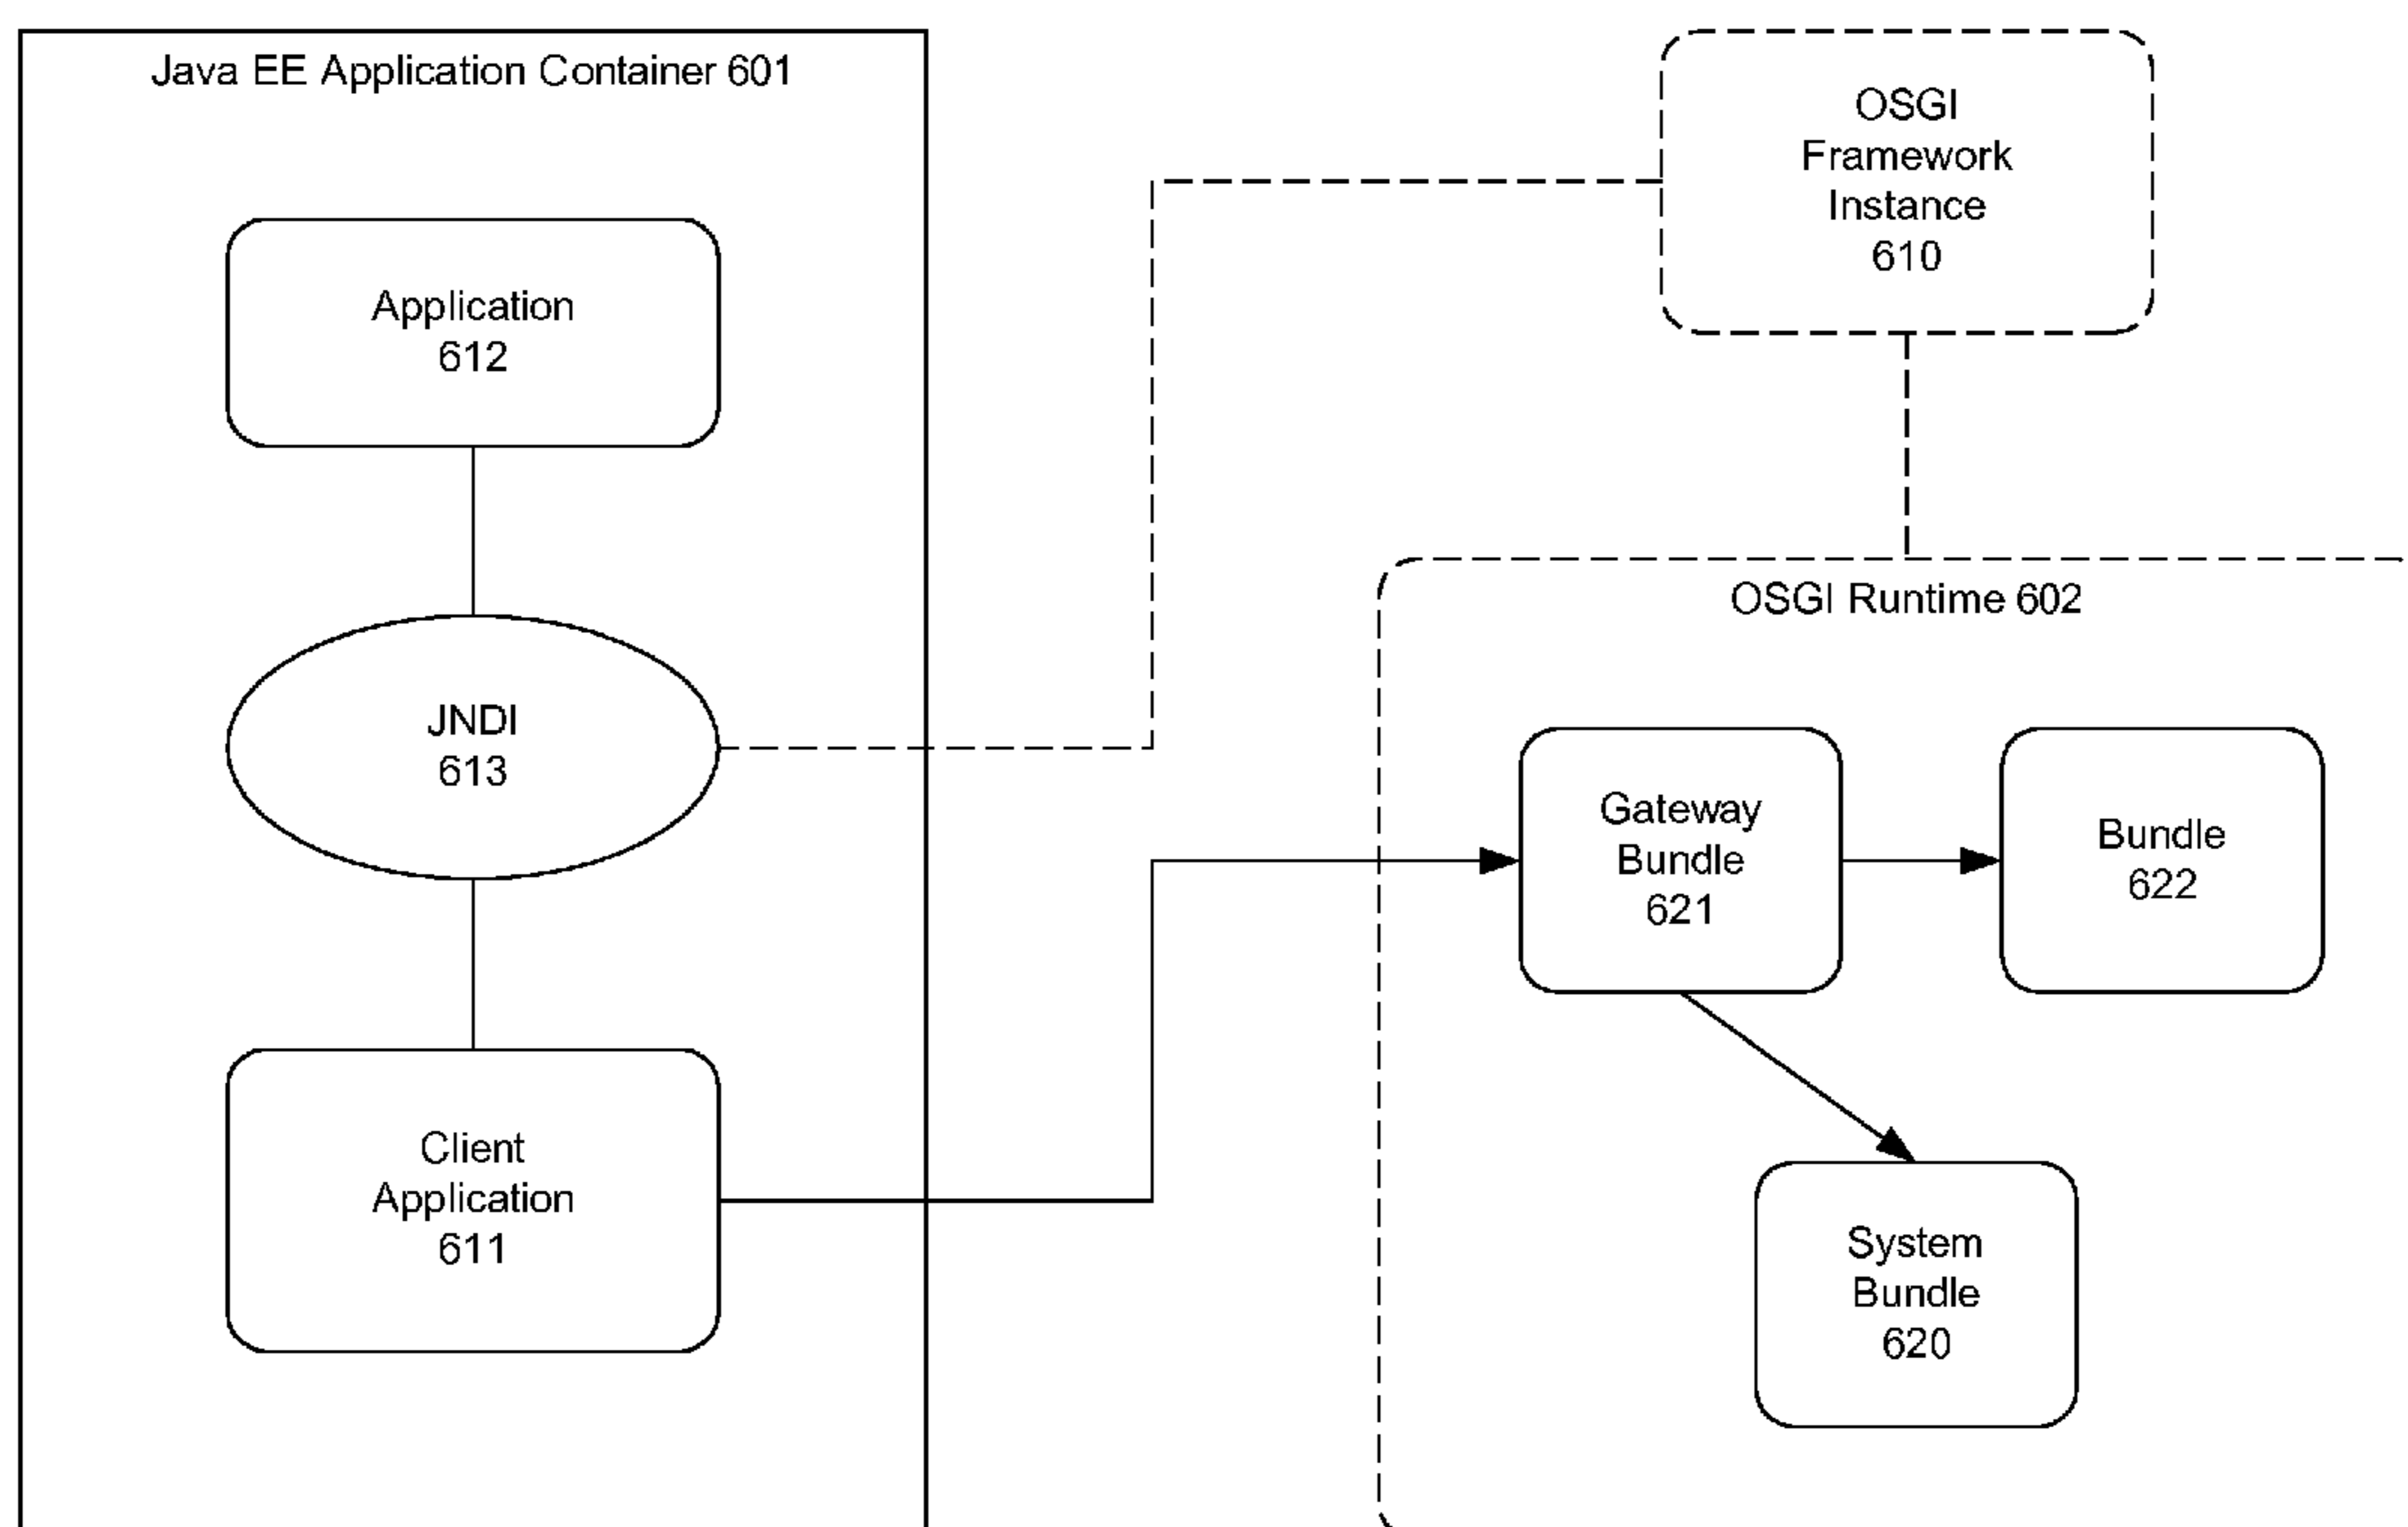 Java EE Application Container 601
Application
612
JNDI
613
Client
Application
611
OSGI
Framework
Instance
610
OSGI Runtime 602
Gateway
Bundle
621
Bundle
622
System
Bundle
620